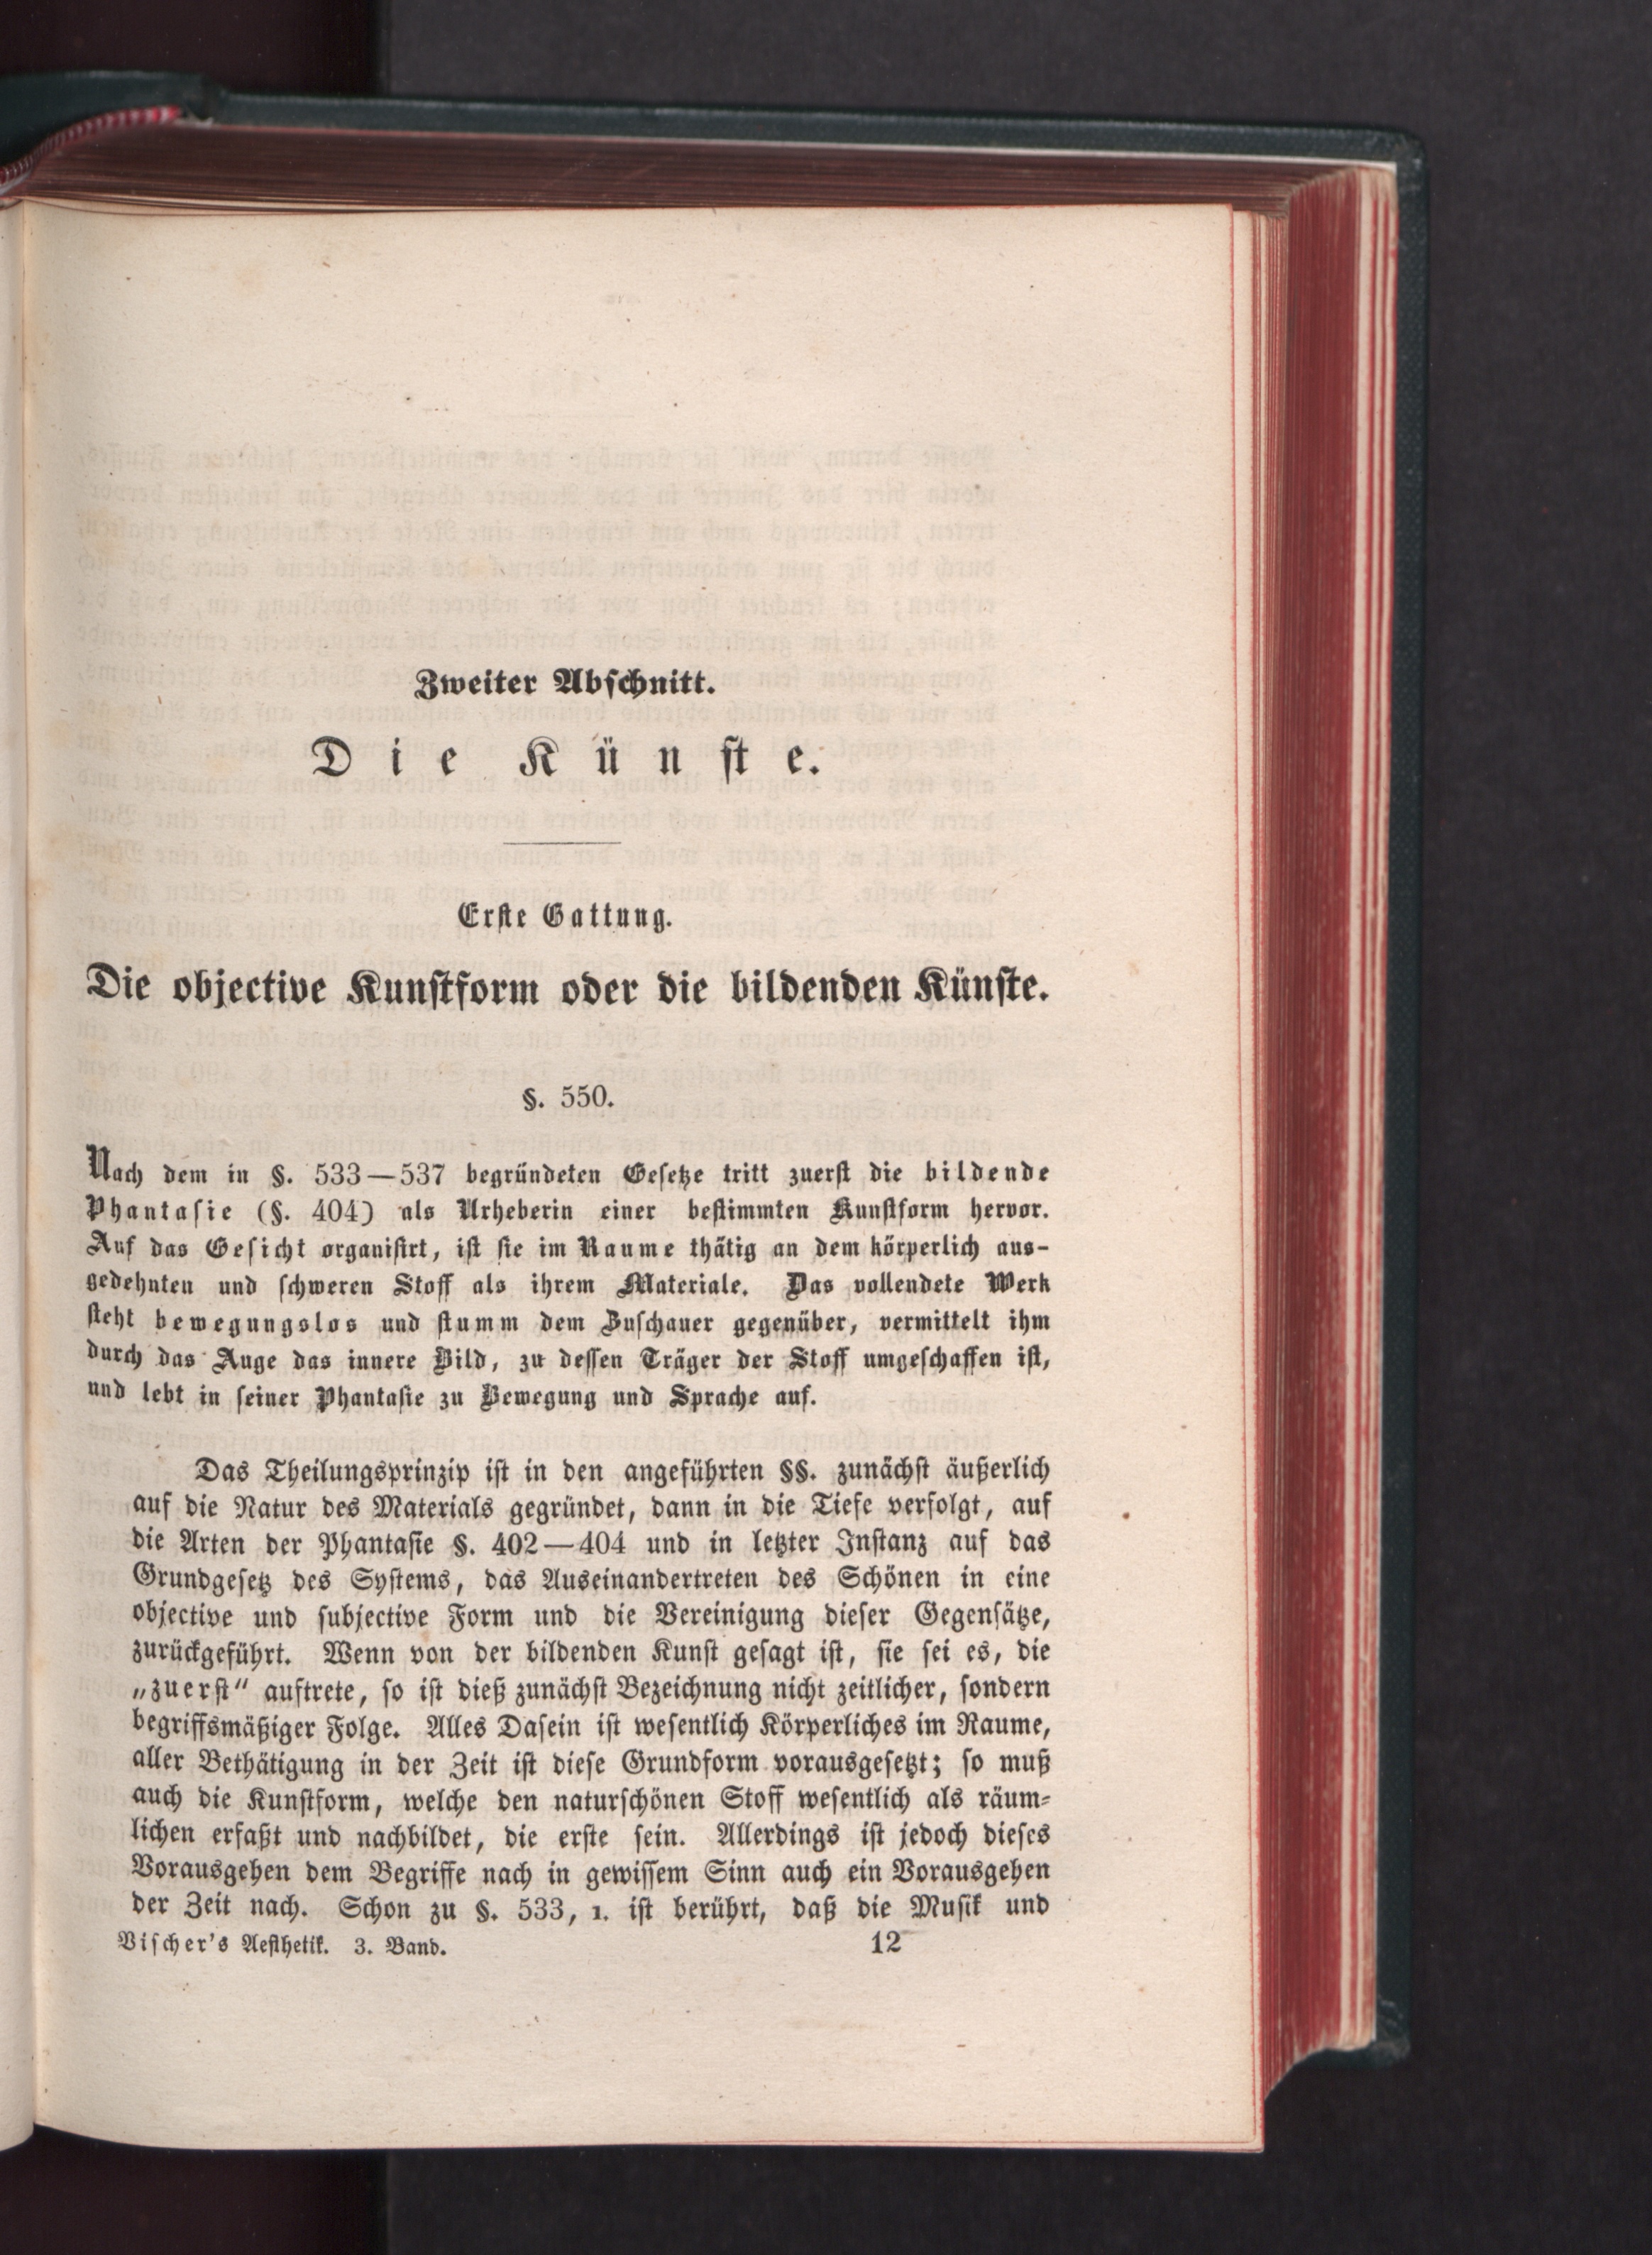 Zweiter Abschnitt.
Die Künste.
Erste Gattung.
Die objective Kunstform oder die bildenden Künste.
§. 550.
Nach dem in §. 533—537 begründeten Gesetze tritt zuerst die bildende
Phantasie (§. 404) als Urheberin einer bestimmten Kunstform hervor.
Auf das Gesicht organisirt, ist sie im Raume thätig an dem körperlich aus-
gedehnten und schweren Stoff als ihrem Materiale. Das vollendete Werk
steht bewegungslos und stumm dem Zuschauer gegenüber, vermittelt ihm
durch das Auge das innere Bild, zu dessen Träger der Stoff umgeschaffen ist,
und lebt in seiner Phantasie zu Bewegung und Sprache auf.
Das Theilungsprinzip ist in den angeführten §§. zunächst äußerlich
auf die Natur des Materials gegründet, dann in die Tiefe verfolgt, auf
die Arten der Phantasie §. 402—404 und in letzter Instanz auf das
Grundgesetz des Systems, das Auseinandertreten des Schönen in eine
objective und subjective Form und die Vereinigung dieser Gegensätze,
zurückgeführt. Wenn von der bildenden Kunst gesagt ist, sie sei es, die
„zuerst“ auftrete, so ist dieß zunächst Bezeichnung nicht zeitlicher, sondern
begriffsmäßiger Folge. Alles Dasein ist wesentlich Körperliches im Raume,
aller Bethätigung in der Zeit ist diese Grundform vorausgesetzt; so muß
auch die Kunstform, welche den naturschönen Stoff wesentlich als räum-
lichen erfaßt und nachbildet, die erste sein. Allerdings ist jedoch dieses
Vorausgehen dem Begriffe nach in gewissem Sinn auch ein Vorausgehen
der Zeit nach. Schon zu §. 533, 1. ist berührt, daß die Musik und
Vischer's Aesthetik. 3. Band. 12